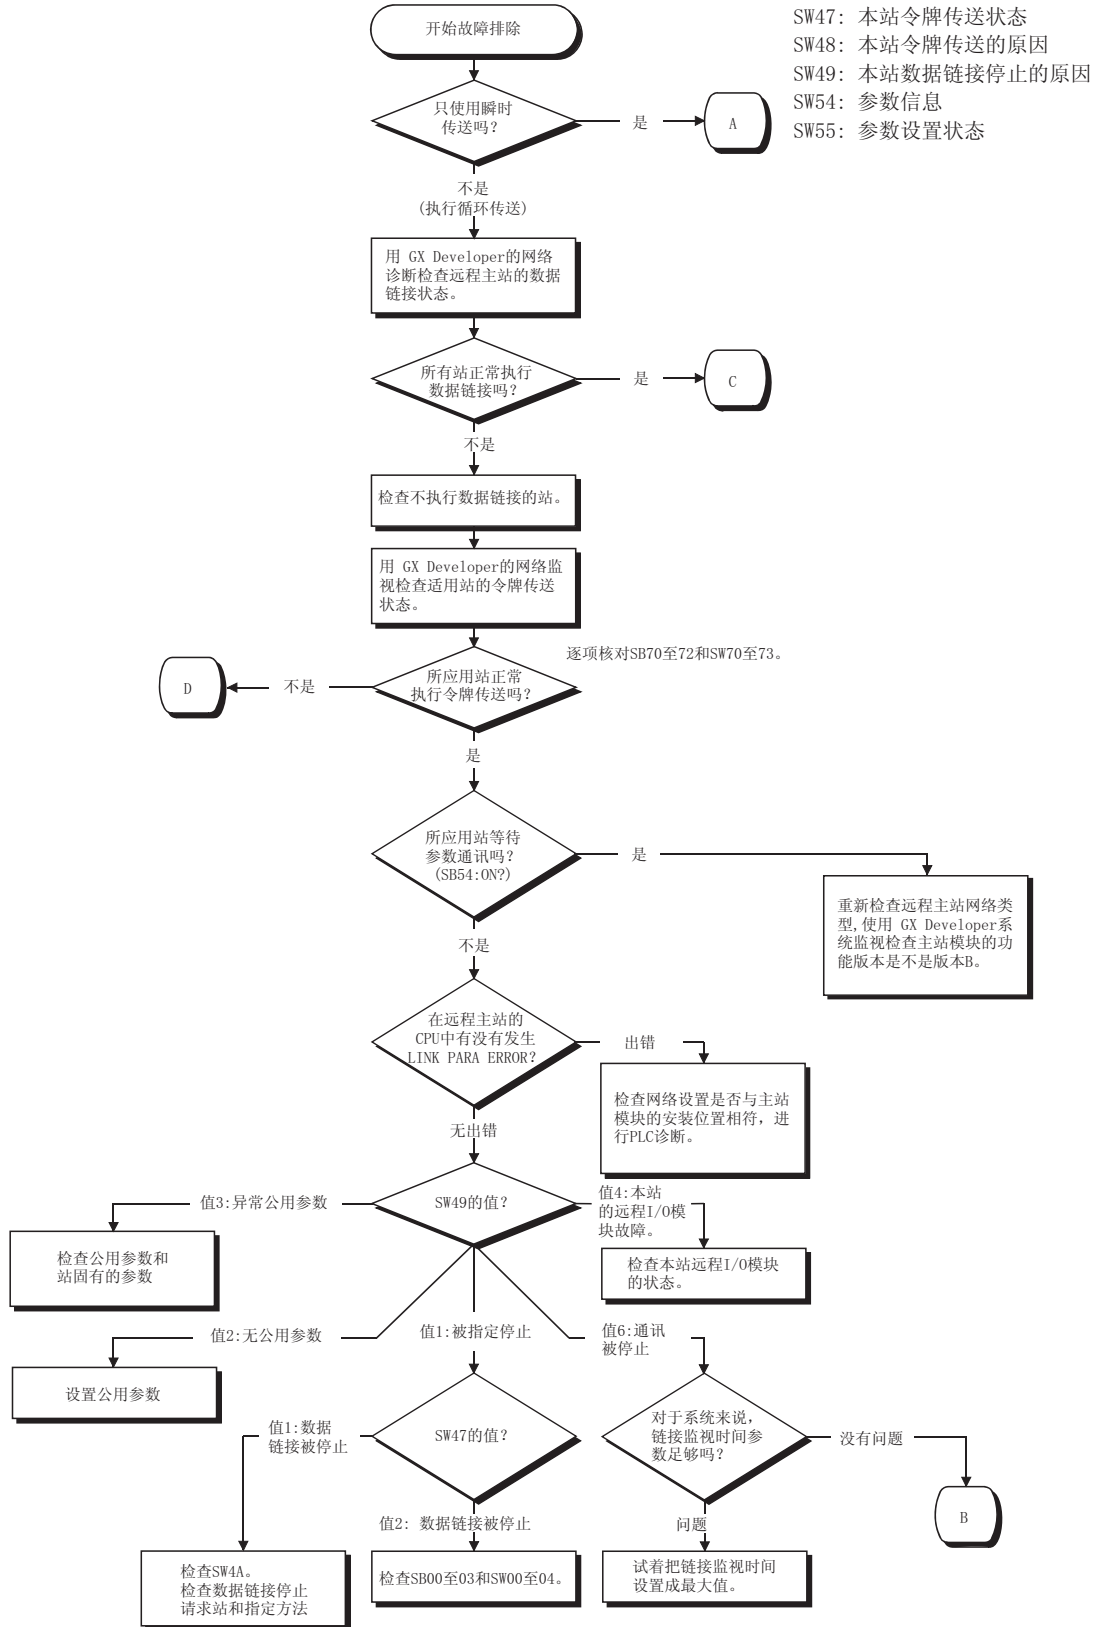 开始故障排除
SW47: 本站令牌传送状态
SW48: 本站令牌传送的原因
SW49: 本站数据链接停止的原因
SW54: 参数信息
SW55: 参数设置状态
只使用瞬时
传送吗?
是
A
不是
(执行循环传送)
用 GX Developer的网络
诊断检查远程主站的数据
链接状态。
所有站正常执行
数据链接吗?
是
C
不是
检查不执行数据链接的站。
用 GX Developer的网络监
视检查适用站的令牌传送
状态。
逐项核对SB70至72和SW70至73。
所应用站正常
执行令牌传送吗?
不是
D
是
所应用站等待
参数通讯吗?
(SB54:ON?)
是
重新检查远程主站网络类
型,使用 GX Developer系
统监视检查主站模块的功
能版本是不是版本B。
不是
在远程主站的
CPU中有没有发生
LINK PARA ERROR?
出错
检查网络设置是否与主站
模块的安装位置相符，进
行PLC诊断。
无出错
SW49的值?
值3:异常公用参数
检查公用参数和
站固有的参数
值4:本站
的远程I/O模
块故障。
检查本站远程I/O模块
的状态。
值2:无公用参数
设置公用参数
值1:被指定停止
值6:通讯
被停止
SW47的值?
值1:数据
链接被停止
对于系统来说，
链接监视时间参
数足够吗?
没有问题
B
值2: 数据链接被停止
问题
检查SW4A。
检查数据链接停止
请求站和指定方法
检查SB00至03和SW00至04。
试着把链接监视时间
设置成最大值。